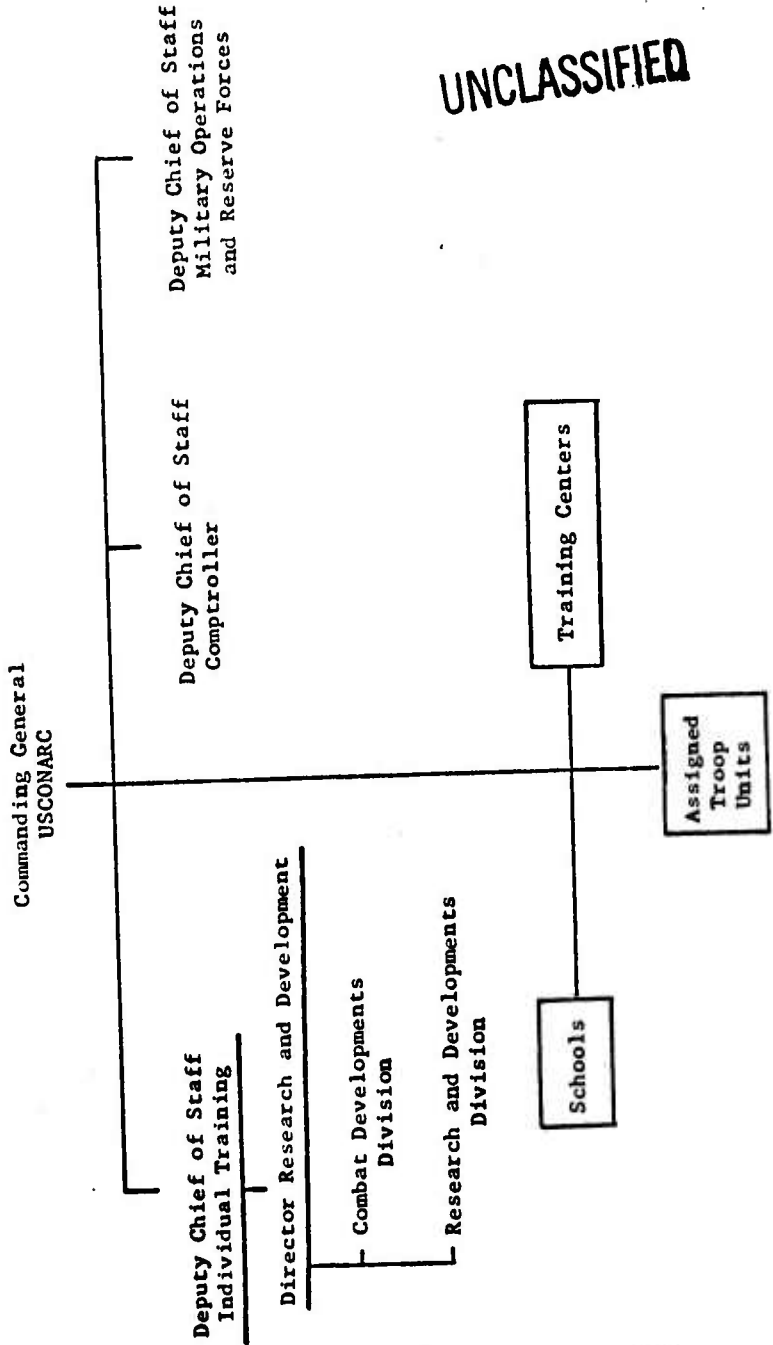 Commanding General
USCONARC
Deputy Chief of Staff
Individual Training
Director Research and Development
Combat Developments
Division
Research and Developments
Division
Deputy Chief of Staff
Comptroller
Deputy Chief of Staff
Military Operations
and Reserve Forces
Schools
Training Centers
Assigned
Troop
Units
UNCLASSIFIED